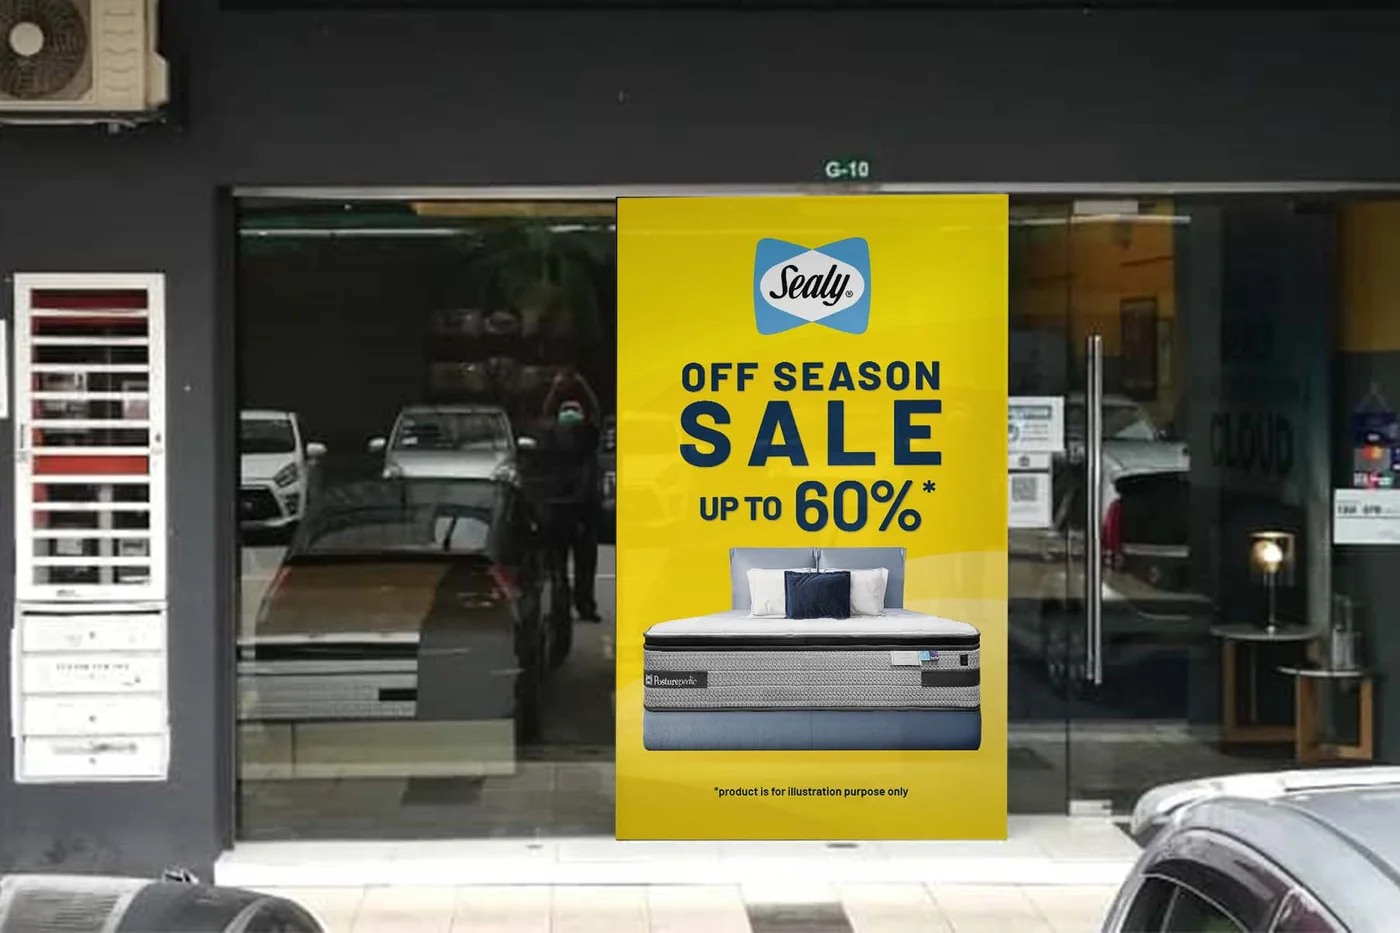 G-10
Sealy®
OFF SEASON
SALE
UP TO 60%*
Posturepedic
*product is for illustration purpose only
CLOUD